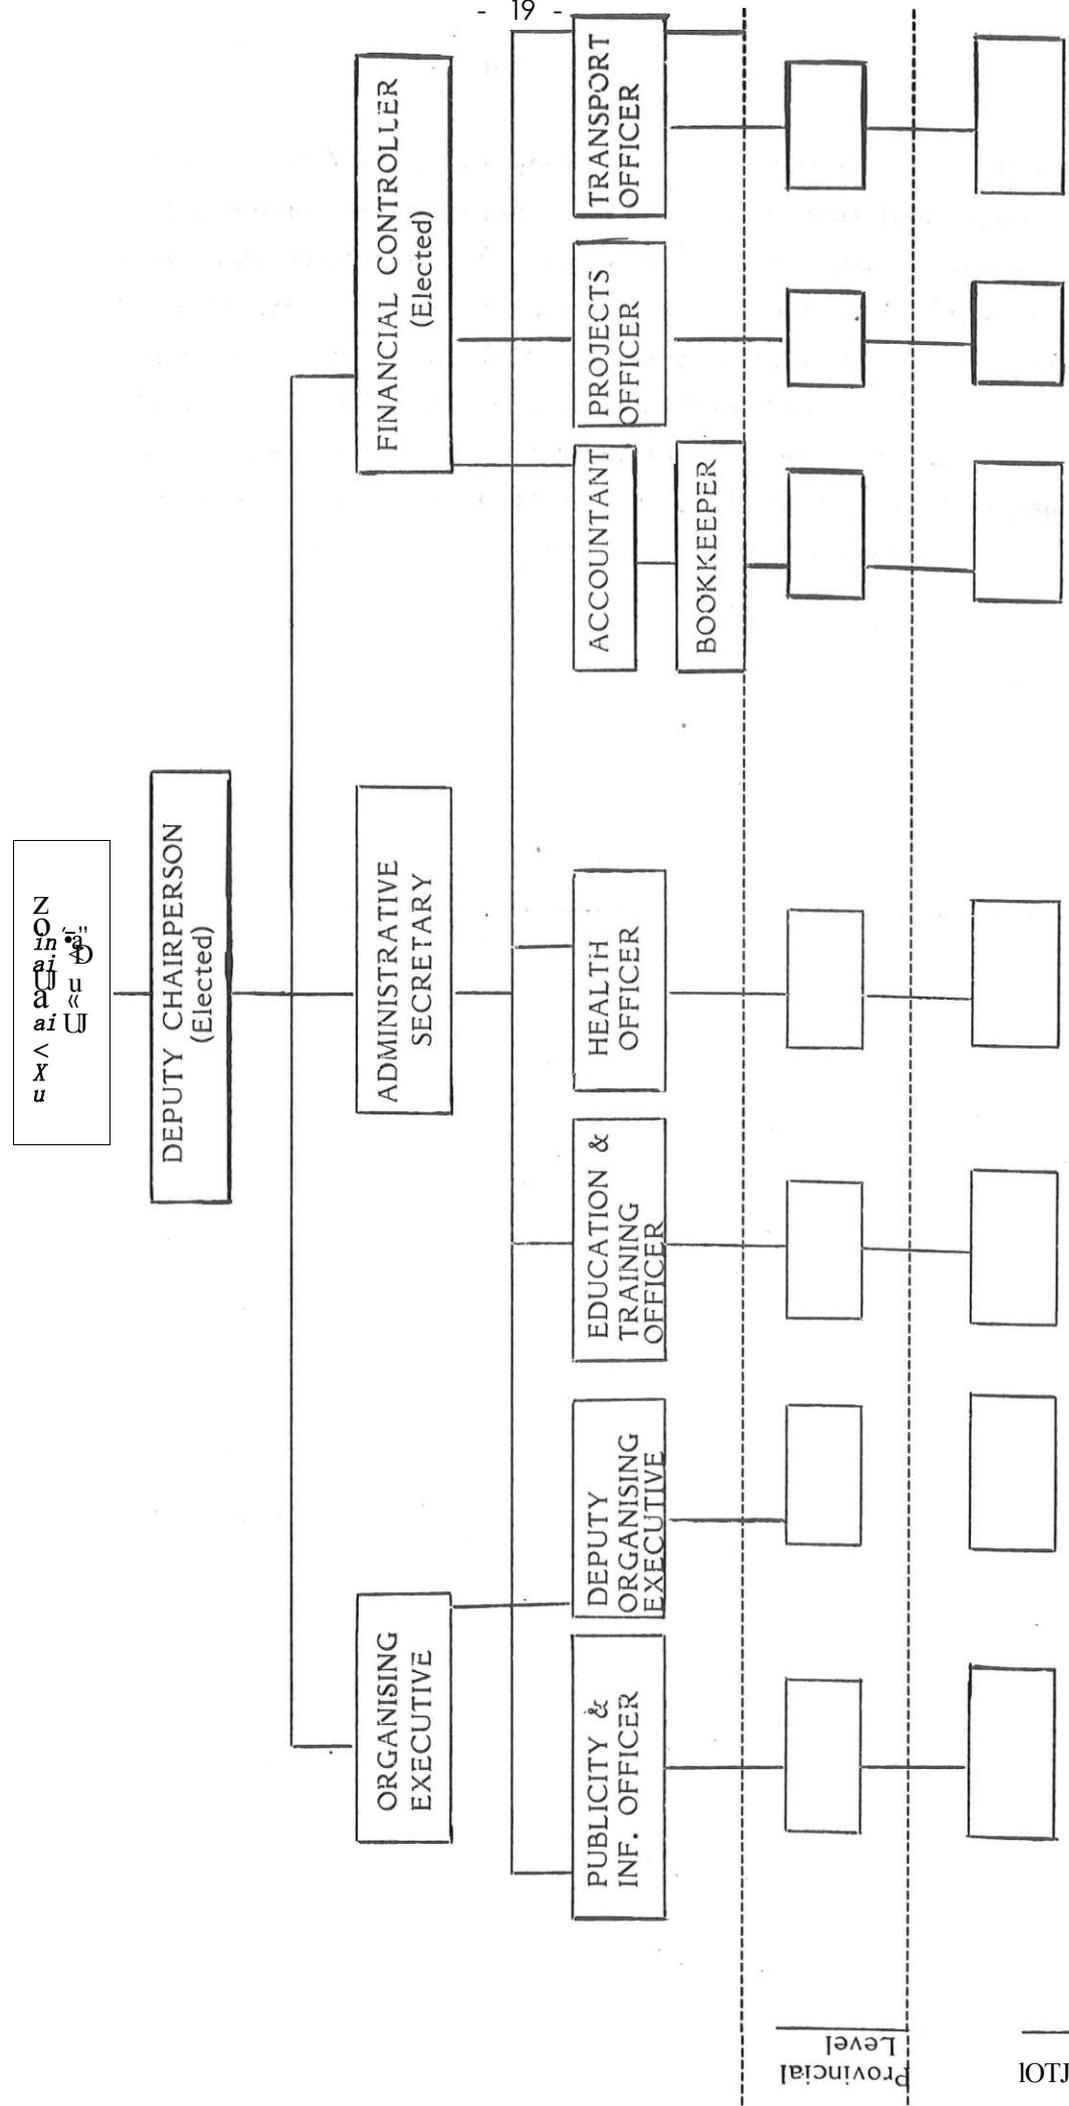 - 19 -
DEPUTY CHAIRPERSON
(Elected)
ORGANISING
EXECUTIVE
ADMINISTRATIVE
SECRETARY
FINANCIAL CONTROLLER
(Elected)
PUBLICITY &
INF. OFFICER
DEPUTY
ORGANISING
EXECUTIVE
EDUCATION &
TRAINING
OFFICER
HEALTH
OFFICER
ACCOUNTANT
BOOKKEEPER
PROJECTS
OFFICER
TRANSPORT
OFFICER
Provincial
Level